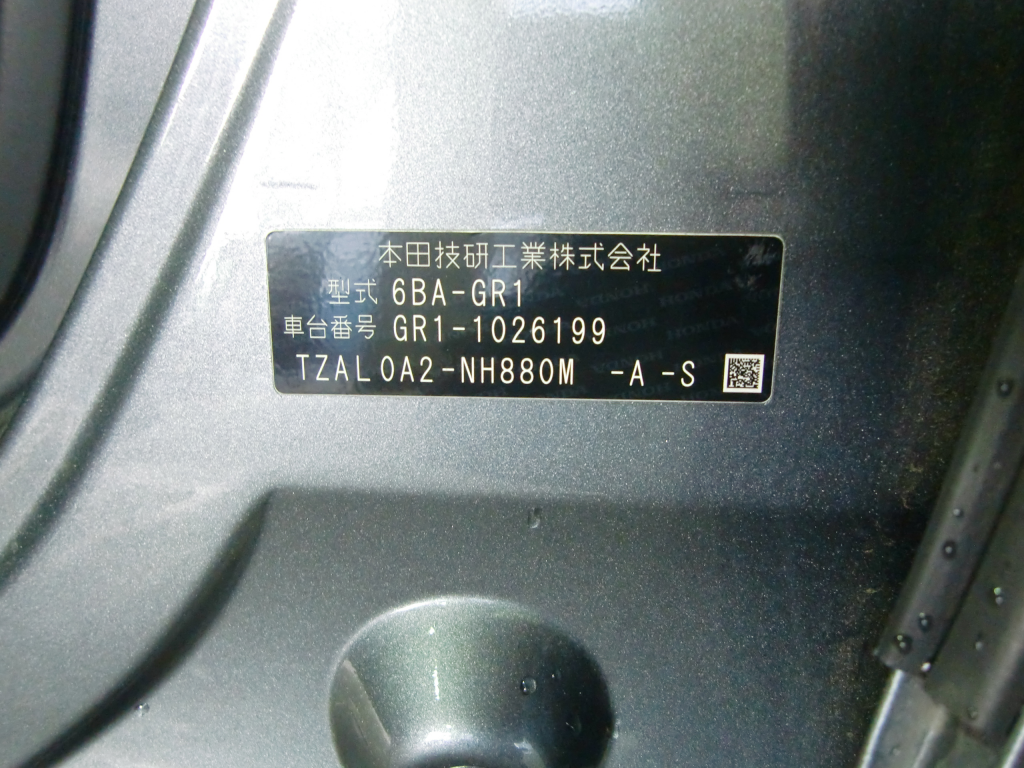 本田技研工業株式会社
型式 6BA-GR1
車台番号 GR1-1026199
TZAL0A2-NH880M -A-S